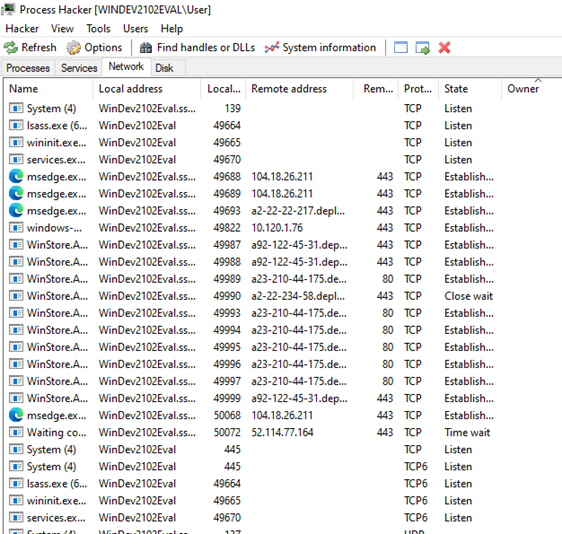 Process Hacker [WINDEV2102EVAL\User]
Hacker View Tools Users Help
Refresh Options Find handles or DLLs System information
Processes Services Network Disk
Name Local address Local... Remote address Rem... Prot... State Owner
System (4) WinDev2102Eval.ss... 139 TCP Listen
lsass.exe (6... WinDev2102Eval 49664 TCP Listen
wininit.exe... WinDev2102Eval 49665 TCP Listen
services.ex... WinDev2102Eval 49670 TCP Listen
msedge.ex... WinDev2102Eval.ss... 49688 104.18.26.211 443 TCP Establish...
msedge.ex... WinDev2102Eval.ss... 49689 104.18.26.211 443 TCP Establish...
msedge.ex... WinDev2102Eval.ss... 49693 a2-22-22-217.depl... 443 TCP Establish...
windows-... WinDev2102Eval.ss... 49822 10.120.1.76 443 TCP Establish...
WinStore.A... WinDev2102Eval.ss... 49987 a92-122-45-31.dep... 443 TCP Establish...
WinStore.A... WinDev2102Eval.ss... 49988 a92-122-45-31.dep... 443 TCP Establish...
WinStore.A... WinDev2102Eval.ss... 49989 a23-210-44-175.de... 80 TCP Establish...
WinStore.A... WinDev2102Eval.ss... 49990 a2-22-234-58.depl... 443 TCP Close wait
WinStore.A... WinDev2102Eval.ss... 49993 a23-210-44-175.de... 80 TCP Establish...
WinStore.A... WinDev2102Eval.ss... 49994 a23-210-44-175.de... 80 TCP Establish...
WinStore.A... WinDev2102Eval.ss... 49995 a23-210-44-175.de... 80 TCP Establish...
WinStore.A... WinDev2102Eval.ss... 49996 a23-210-44-175.de... 80 TCP Establish...
WinStore.A... WinDev2102Eval.ss... 49997 a23-210-44-175.de... 80 TCP Establish...
WinStore.A... WinDev2102Eval.ss... 49999 a92-122-45-31.dep... 443 TCP Establish...
msedge.ex... WinDev2102Eval.ss... 50068 104.18.26.211 443 TCP Establish...
Waiting co... WinDev2102Eval.ss... 50072 52.114.77.164 443 TCP Time wait
System (4) WinDev2102Eval 445 TCP Listen
System (4) WinDev2102Eval 445 TCP6 Listen
lsass.exe (6... WinDev2102Eval 49664 TCP6 Listen
wininit.exe... WinDev2102Eval 49665 TCP6 Listen
services.ex... WinDev2102Eval 49670 TCP6 Listen
System (4) WinDev2102Eval.ss... 137 UDP